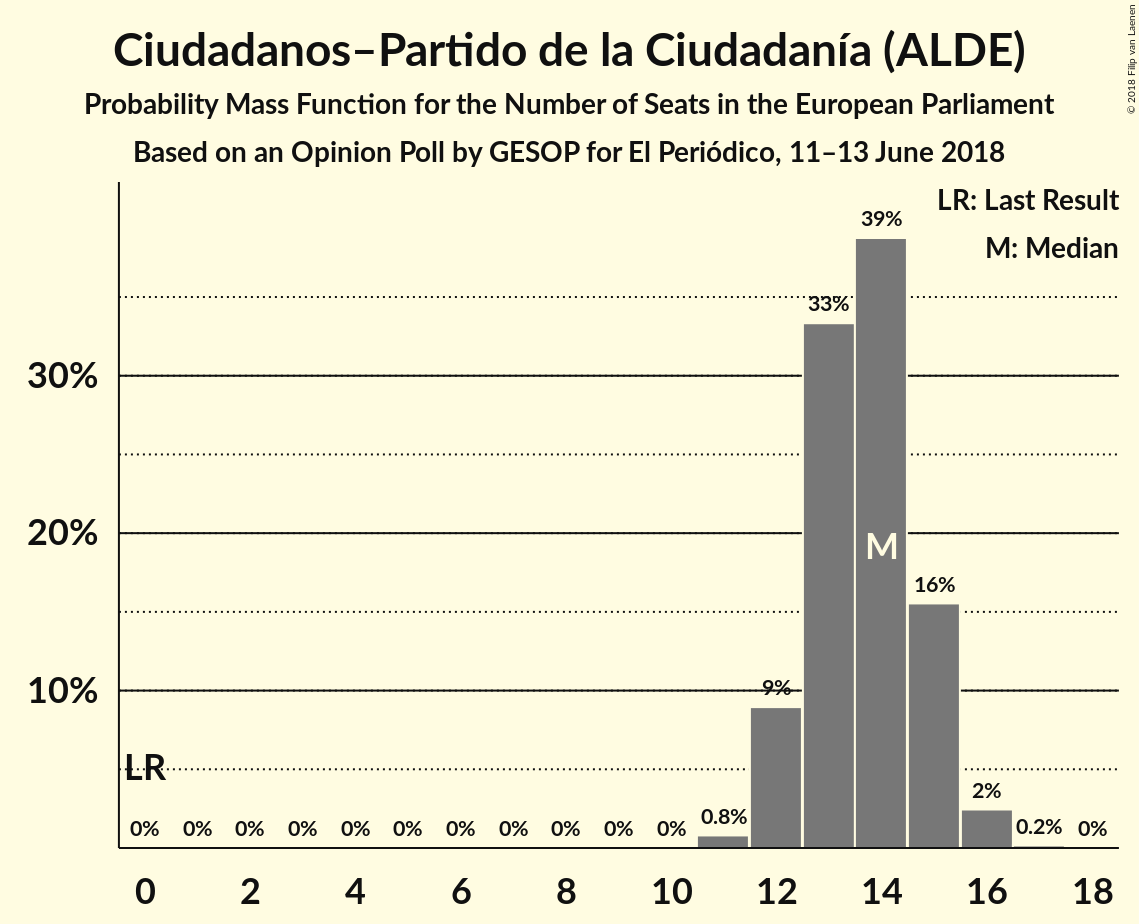 Ciudadanos–Partido de la Ciudadanía (ALDE)
Probability Mass Function for the Number of Seats in the European Parliament
Based on an Opinion Poll by GESOP for El Periódico, 11–13 June 2018
© 2018 Filip van Laenen
LR: Last Result
M: Median
39%
33%
30%
20%
M
16%
10%
9%
LR
2%
0% 0% 0% 0% 0% 0% 0% 0% 0% 0% 0% 0.8% 0.2% 0%
0 2 4 6 8 10 12 14 16 18